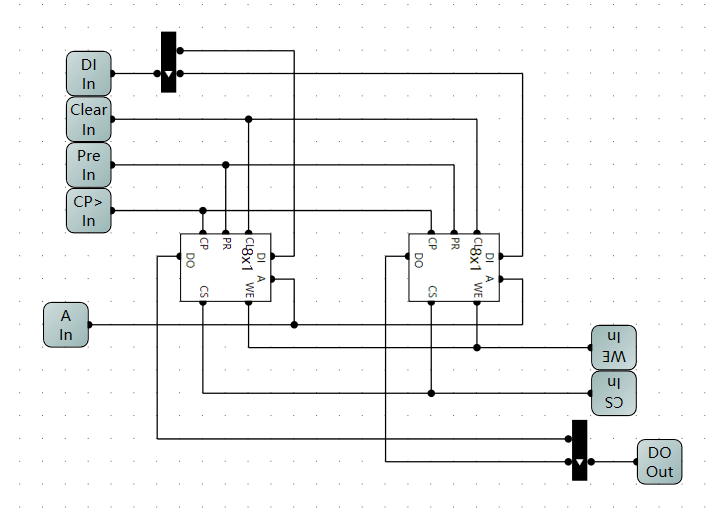 DI
In
Clear
In
Pre
In
CP>
In
CP
PR
CL
8x1
DI
DO
A
CS
WE
CP
PR
CL
8x1
DI
DO
A
CS
WE
A
In
WE
In
CS
In
DO
Out